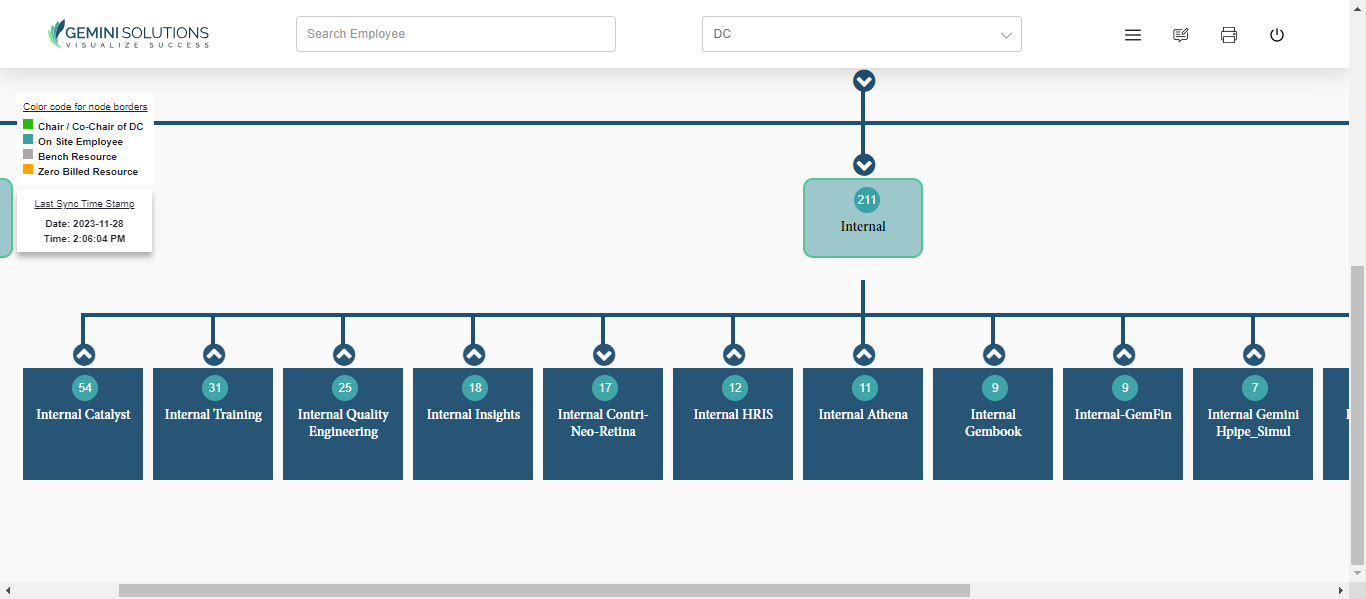 GEMINI SOLUTIONS
VISUALIZE SUCCESS
Search Employee
DC
Color code for node borders
Chair / Co-Chair of DC
On Site Employee
Bench Resource
Zero Billed Resource
Last Sync Time Stamp
Date: 2023-11-28
Time: 2:06:04 PM
211
Internal
54
Internal Catalyst
31
Internal Training
25
Internal Quality
Engineering
18
Internal Insights
17
Internal Contri-
Neo-Retina
12
Internal HRIS
11
Internal Athena
9
Internal
Gembook
9
Internal-GemFin
7
Internal Gemini
Hpipe_Simul